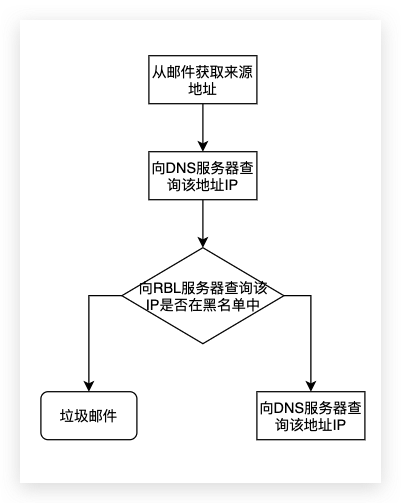 从邮件获取来源
地址
向DNS服务器查
询该地址IP
向RBL服务器查询该
IP是否在黑名单中
垃圾邮件
向DNS服务器查
询该地址IP